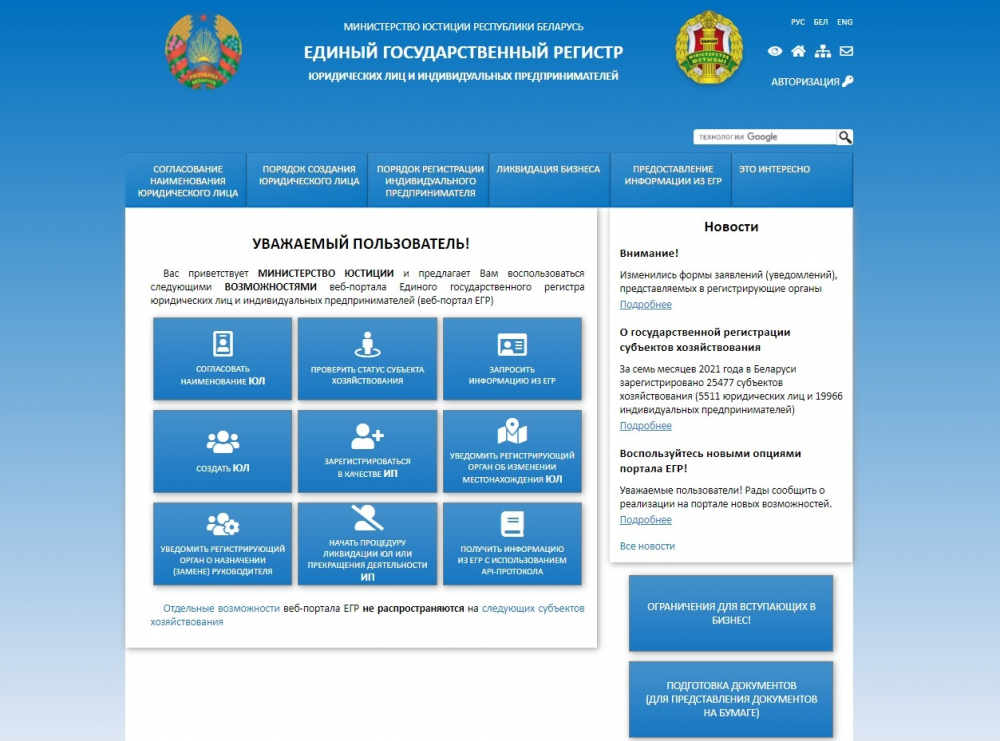 МИНИСТЕРСТВО ЮСТИЦИИ РЕСПУБЛИКИ БЕЛАРУСЬ
ЕДИНЫЙ ГОСУДАРСТВЕННЫЙ РЕГИСТР
ЮРИДИЧЕСКИХ ЛИЦ И ИНДИВИДУАЛЬНЫХ ПРЕДПРИНИМАТЕЛЕЙ
РУС БЕЛ ENG
АВТОРИЗАЦИЯ
ТЕХНОЛОГИИ Google
СОГЛАСОВАНИЕ
НАИМЕНОВАНИЯ
ЮРИДИЧЕСКОГО ЛИЦА
ПОРЯДОК СОЗДАНИЯ
ЮРИДИЧЕСКОГО ЛИЦА
ПОРЯДОК РЕГИСТРАЦИИ
ИНДИВИДУАЛЬНОГО
ПРЕДПРИНИМАТЕЛЯ
ЛИКВИДАЦИЯ БИЗНЕСА
ПРЕДОСТАВЛЕНИЕ
ИНФОРМАЦИИ ИЗ ЕГР
ЭТО ИНТЕРЕСНО
УВАЖАЕМЫЙ ПОЛЬЗОВАТЕЛЬ!
Вас приветствует МИНИСТЕРСТВО ЮСТИЦИИ и предлагает Вам воспользоваться
следующими ВОЗМОЖНОСТЯМИ веб-портала Единого государственного регистра
юридических лиц и индивидуальных предпринимателей (веб-портал ЕГР)
СОГЛАСОВАТЬ
НАИМЕНОВАНИЕ ЮЛ
ПРОВЕРИТЬ СТАТУС СУБЪЕКТА
ХОЗЯЙСТВОВАНИЯ
ЗАПРОСИТЬ
ИНФОРМАЦИЮ ИЗ ЕГР
СОЗДАТЬ ЮЛ
ЗАРЕГИСТРИРОВАТЬСЯ
В КАЧЕСТВЕ ИП
УВЕДОМИТЬ РЕГИСТРИРУЮЩИЙ
ОРГАН ОБ ИЗМЕНЕНИИ
МЕСТОНАХОЖДЕНИЯ ЮЛ
УВЕДОМИТЬ РЕГИСТРИРУЮЩИЙ
ОРГАН О НАЗНАЧЕНИИ
(ЗАМЕНЕ) РУКОВОДИТЕЛЯ
НАЧАТЬ ПРОЦЕДУРУ
ЛИКВИДАЦИИ ЮЛ ИЛИ
ПРЕКРАЩЕНИЯ ДЕЯТЕЛЬНОСТИ
ИП
ПОЛУЧИТЬ ИНФОРМАЦИЮ
ИЗ ЕГР С ИСПОЛЬЗОВАНИЕМ
API-ПРОТОКОЛА
Отдельные возможности веб-портала ЕГР не распространяются на следующих субъектов
хозяйствования
Новости
Внимание!
Изменились формы заявлений (уведомлений),
представляемых в регистрирующие органы
Подробнее
О государственной регистрации
субъектов хозяйствования
За семь месяцев 2021 года в Беларуси
зарегистрировано 25477 субъектов
хозяйствования (5511 юридических лиц и 19966
индивидуальных предпринимателей)
Подробнее
Воспользуйтесь новыми опциями
портала ЕГР!
Уважаемые пользователи! Рады сообщить о
реализации на портале новых возможностей.
Подробнее
Все новости
ОГРАНИЧЕНИЯ ДЛЯ ВСТУПАЮЩИХ В
БИЗНЕС!
ПОДГОТОВКА ДОКУМЕНТОВ
(ДЛЯ ПРЕДСТАВЛЕНИЯ ДОКУМЕНТОВ
НА БУМАГЕ)